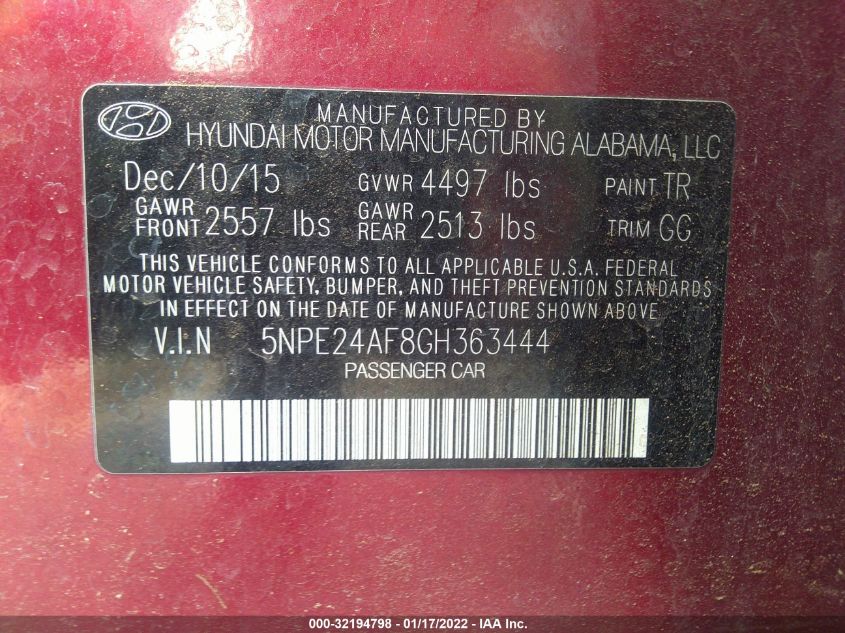 MANUFACTURED BY
HYUNDAI MOTOR MANUFACTURING ALABAMA, LLC
Dec/10/15 GVWR 4497 lbs PAINT TR
GAWR FRONT 2557 lbs GAWR REAR 2513 lbs TRIM GG
THIS VEHICLE CONFORMS TO ALL APPLICABLE U.S.A. FEDERAL
MOTOR VEHICLE SAFETY, BUMPER, AND THEFT PREVENTION STANDARDS
IN EFFECT ON THE DATE OF MANUFACTURE SHOWN ABOVE
V.I.N 5NPE24AF8GH363444
PASSENGER CAR
000-32194798 - 01/17/2022 - IAA Inc.